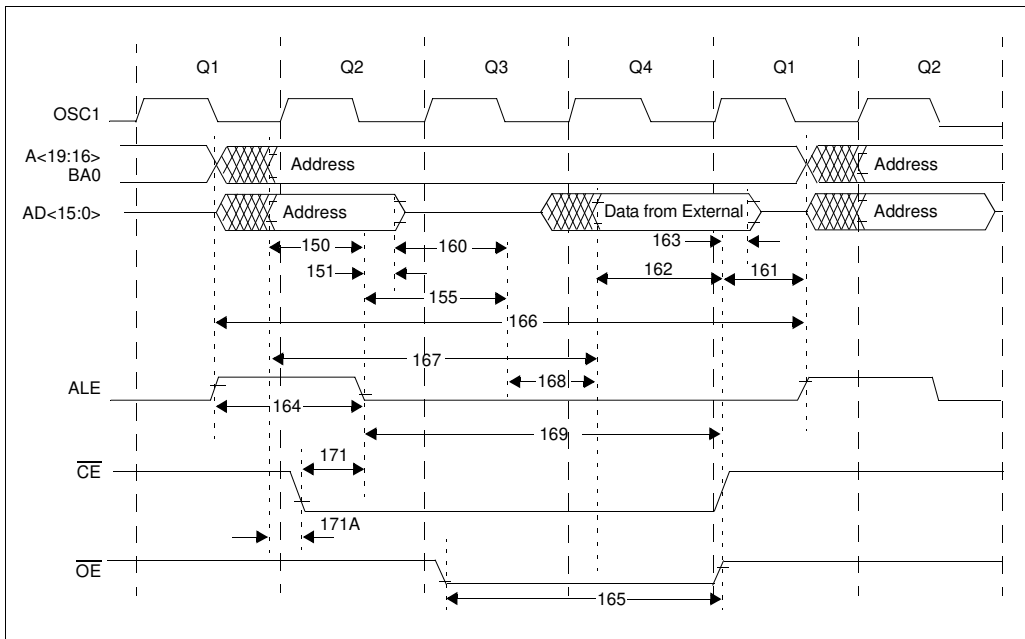 Q1 Q2 Q3 Q4 Q1 Q2
OSC1
A<19:16>
BA0
Address Address
AD<15:0>
Address Data from External Address
150 160 163
151 162 161
155
166
167
ALE
168
164
169
171
CE
171A
OE
165